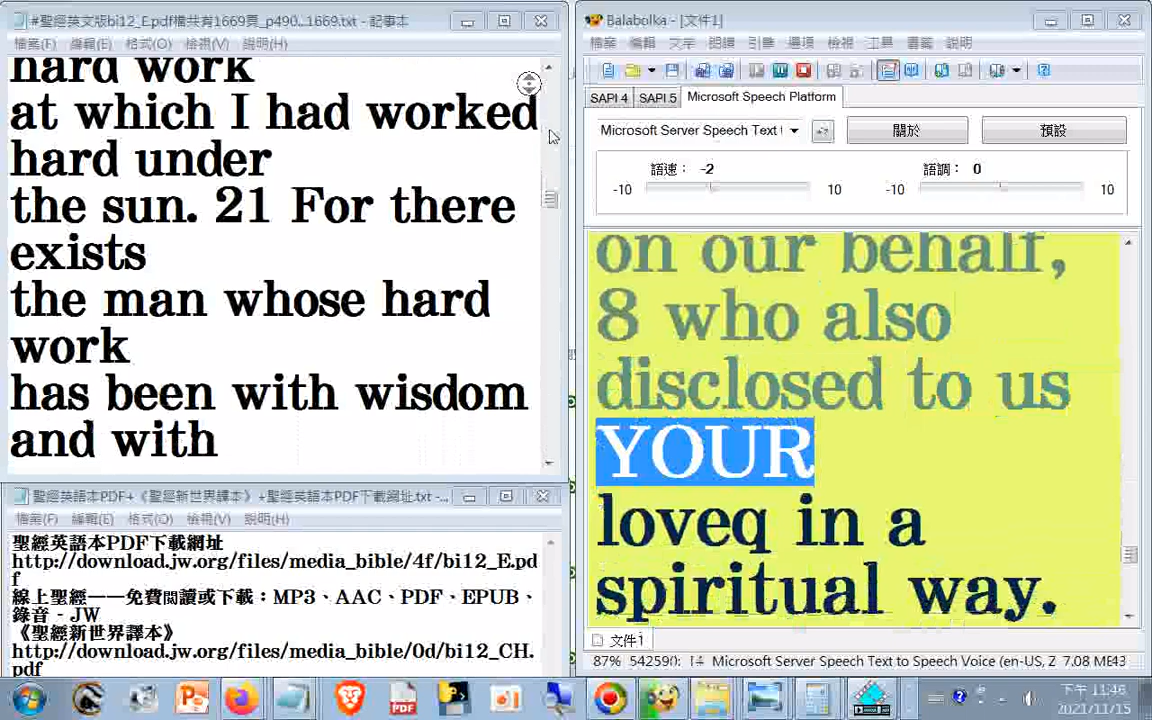 #聖經英文版bi12_E.pdf檔共有1669頁_p490...1669.txt - 記事本
檔案(F) 編輯(E) 格式(O) 檢視(V) 說明(H)
hard work
at which I had worked
hard under
the sun. 21 For there
exists
the man whose hard
work
has been with wisdom
and with
聖經英語本PDF+《聖經新世界譯本》+聖經英語本PDF下載網址.txt -...
檔案(F) 編輯(E) 格式(O) 檢視(V) 說明(H)
聖經英語本PDF下載網址
http://download.jw.org/files/media_bible/4f/bi12_E.pd
f
線上聖經——免費閱讀或下載：MP3、AAC、PDF、EPUB、
錄音 - JW
《聖經新世界譯本》
http://download.jw.org/files/media_bible/0d/bi12_CH.
pdf
Balabolka - [文件1]
檔案 編輯 文字 朗讀 引擎 選項 檢視 工具 書籤 說明
SAPI 4 SAPI 5 Microsoft Speech Platform
Microsoft Server Speech Text
關於 預設
語速： -2 語調： 0
-10 10 -10 10
on our behalf,
8 who also
disclosed to us
YOUR
loveq in a
spiritual way.
文件1
87% Microsoft Server Speech Text to Speech Voice (en-US, Z 7.08 ME43
下午 11:46
2021/11/15